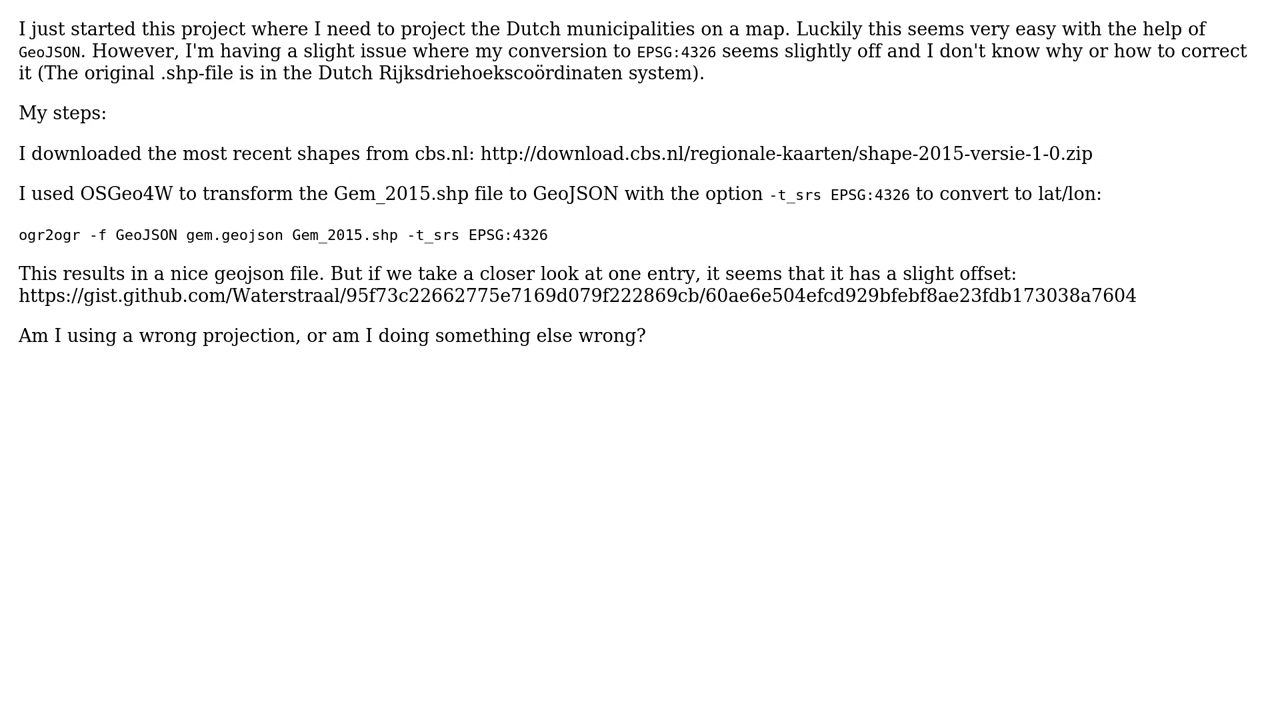 I just started this project where I need to project the Dutch municipalities on a map. Luckily this seems very easy with the help of
GeoJSON. However, I'm having a slight issue where my conversion to EPSG:4326 seems slightly off and I don't know why or how to correct
it (The original .shp-file is in the Dutch Rijksdriehoekscoördinaten system).
My steps:
I downloaded the most recent shapes from cbs.nl: http://download.cbs.nl/regionale-kaarten/shape-2015-versie-1-0.zip
I used OSGeo4W to transform the Gem_2015.shp file to GeoJSON with the option -t_srs EPSG:4326 to convert to lat/lon:
ogr2ogr -f GeoJSON gem.geojson Gem_2015.shp -t_srs EPSG:4326
This results in a nice geojson file. But if we take a closer look at one entry, it seems that it has a slight offset:
https://gist.github.com/Waterstraal/95f73c22662775e7169d079f222869cb/60ae6e504efcd929bfebf8ae23fdb173038a7604
Am I using a wrong projection, or am I doing something else wrong?